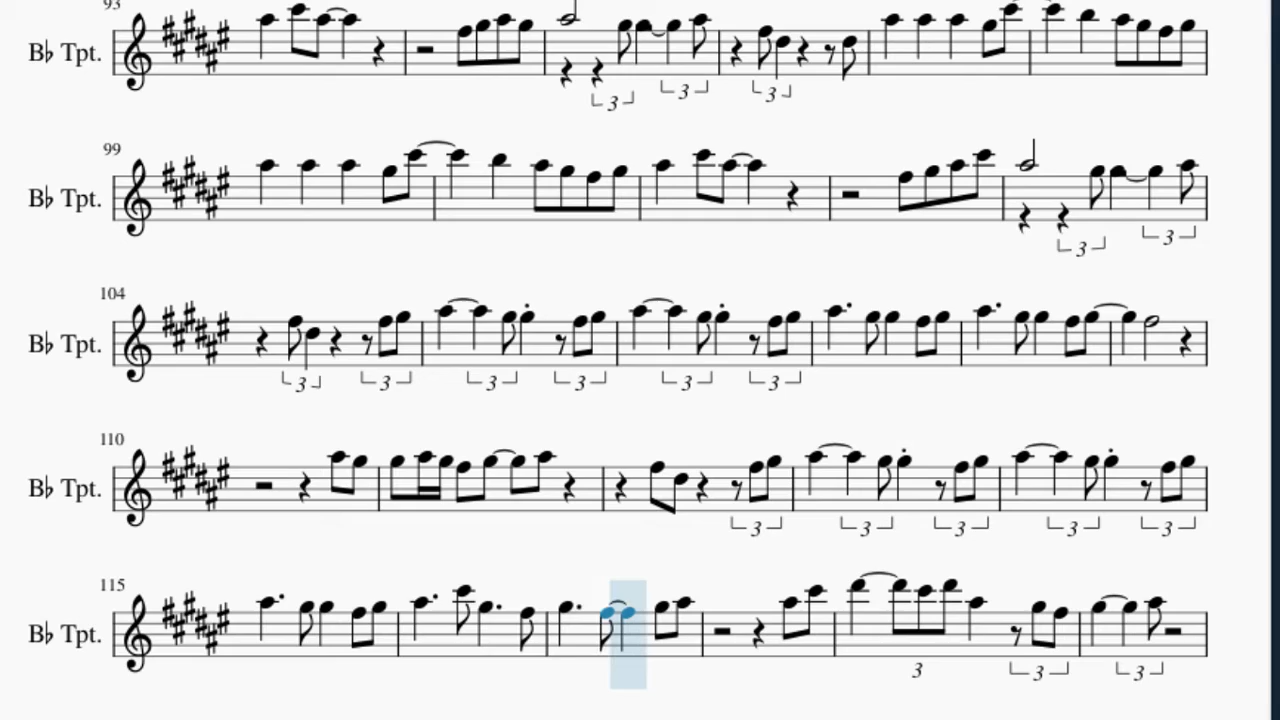 93
B♭ Tpt.
3 3 3
99
B♭ Tpt.
3 3
104
B♭ Tpt.
3 3 3 3 3 3
110
B♭ Tpt.
3 3 3 3 3
115
B♭ Tpt.
3 3 3